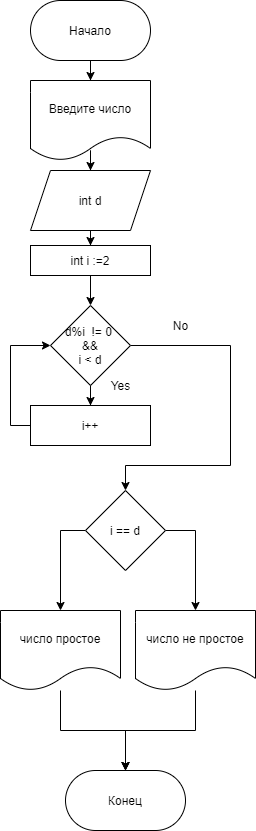 Начало
Введите число
int d
int i :=2
d%i != 0
&&
i < d
No
Yes
i++
i == d
число простое
число не простое
Конец